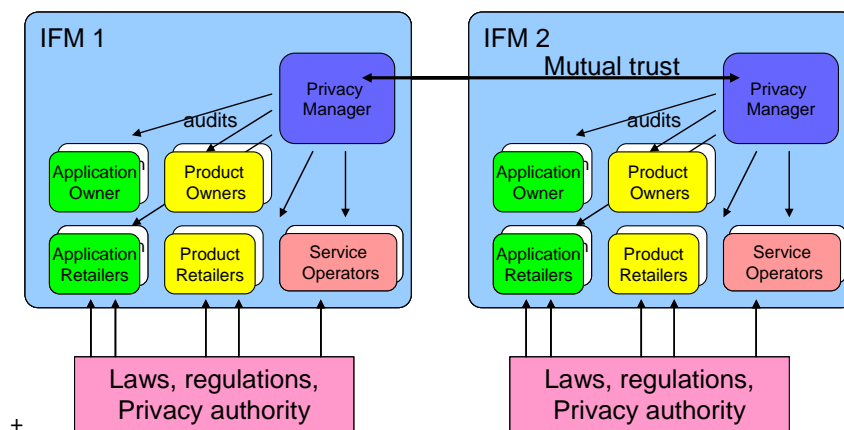 IFM 1
Privacy
Manager
audits
Application
Owner
Product
Owners
Application
Retailers
Product
Retailers
Service
Operators
Laws, regulations,
Privacy authority
Mutual trust
IFM 2
Privacy
Manager
audits
Application
Owner
Product
Owners
Application
Retailers
Product
Retailers
Service
Operators
Laws, regulations,
Privacy authority
+